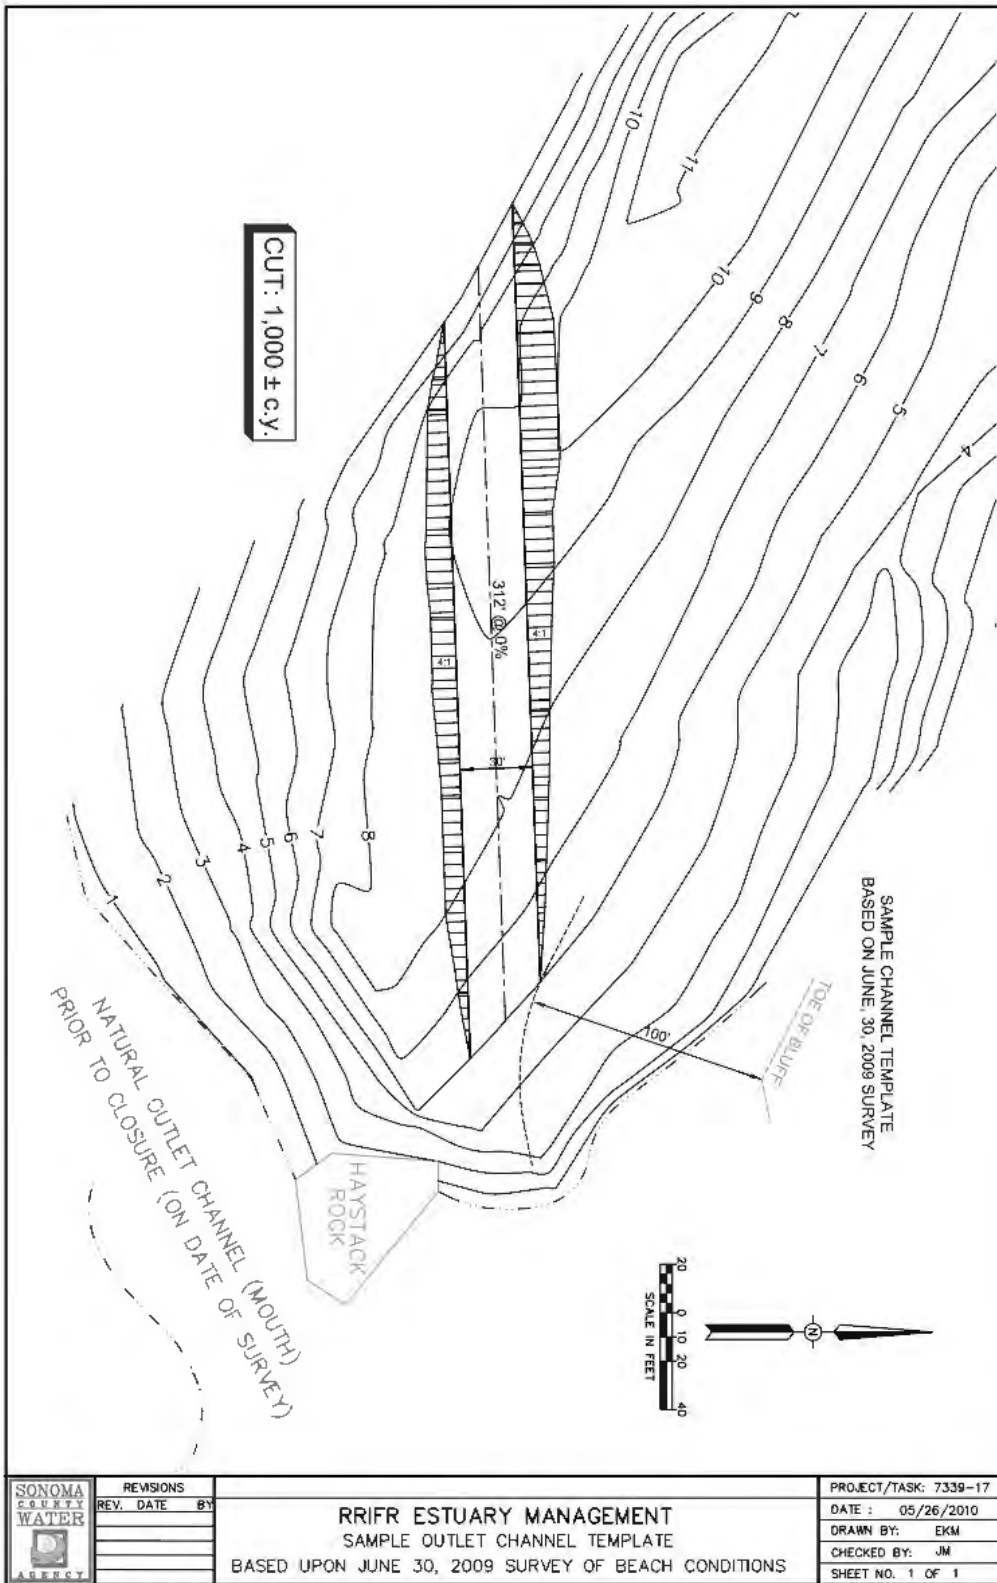 10
11
10
9
8
7
6
5
4
CUT: 1,000 ± c.y.
312' @ 0%
4:1
4:1
30'
8
7
6
5
4
3
2
1
SAMPLE CHANNEL TEMPLATE
BASED ON JUNE, 30, 2009 SURVEY
TOE OF BLUFF
100'
NATURAL OUTLET CHANNEL (MOUTH)
PRIOR TO CLOSURE (ON DATE OF SURVEY)
HAYSTACK
ROCK
20
0
10
20
40
SCALE IN FEET
N
SONOMA
COUNTY
WATER
AGENCY
REVISIONS
REV. DATE BY
RRIFR ESTUARY MANAGEMENT
SAMPLE OUTLET CHANNEL TEMPLATE
BASED UPON JUNE 30, 2009 SURVEY OF BEACH CONDITIONS
PROJECT/TASK: 7339-17
DATE : 05/26/2010
DRAWN BY: EKM
CHECKED BY: JM
SHEET NO. 1 OF 1